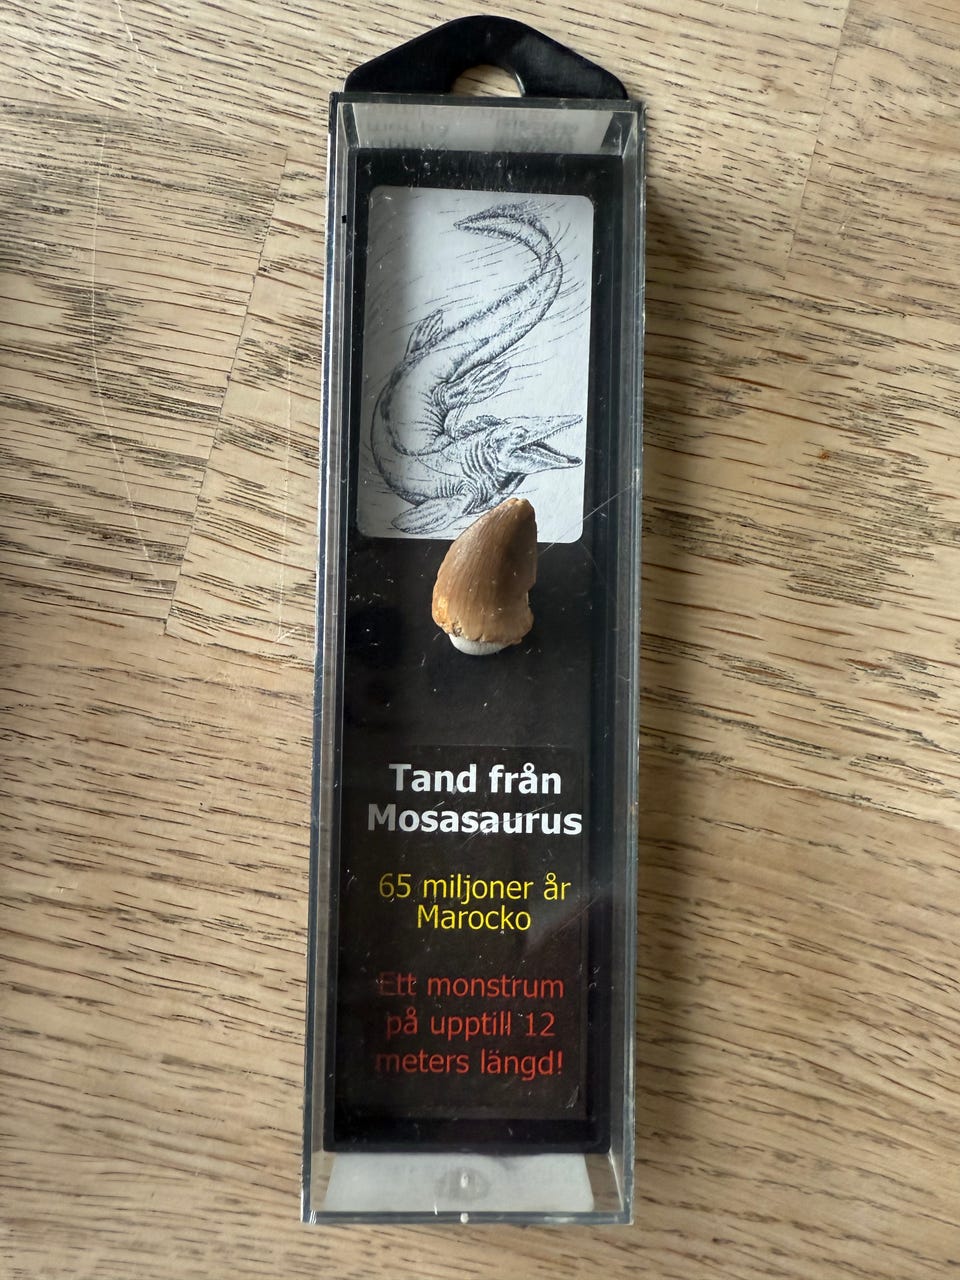 Tand från
Mosasaurus
65 miljoner år
Marocko
Ett monstrum
på upptill 12
meters längd!